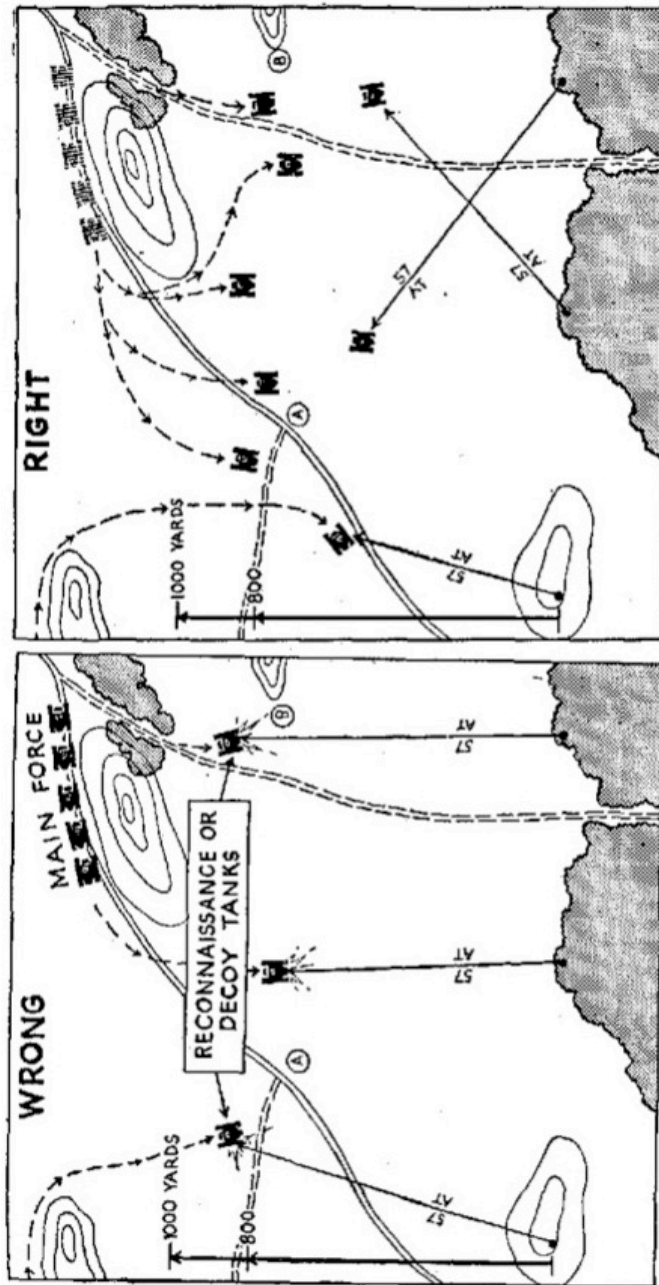 WRONG
MAIN FORCE
RECONNAISSANCE OR
DECOY TANKS
1000 YARDS
800
A
B
57
AT
57
AT
57
AT
RIGHT
1000 YARDS
800
A
B
57
AT
57
AT
57
AT